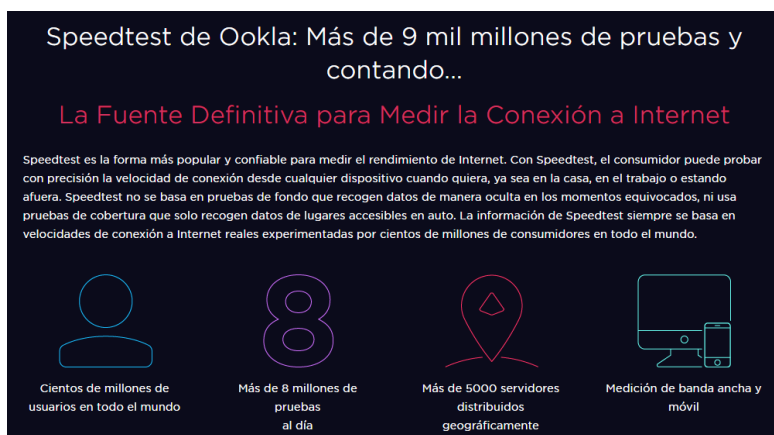 Speedtest de Ookla: Más de 9 mil millones de pruebas y
contando...
La Fuente Definitiva para Medir la Conexión a Internet
Speedtest es la forma más popular y confiable para medir el rendimiento de Internet. Con Speedtest, el consumidor puede probar
con precisión la velocidad de conexión desde cualquier dispositivo cuando quiera, ya sea en la casa, en el trabajo o estando
afuera. Speedtest no se basa en pruebas de fondo que recogen datos de manera oculta en los momentos equivocados, ni usa
pruebas de cobertura que solo recogen datos de lugares accesibles en auto. La información de Speedtest siempre se basa en
velocidades de conexión a Internet reales experimentadas por cientos de millones de consumidores en todo el mundo.
Cientos de millones de
usuarios en todo el mundo
8
Más de 8 millones de
pruebas
al día
Más de 5000 servidores
distribuidos
geográficamente
Medición de banda ancha y
móvil